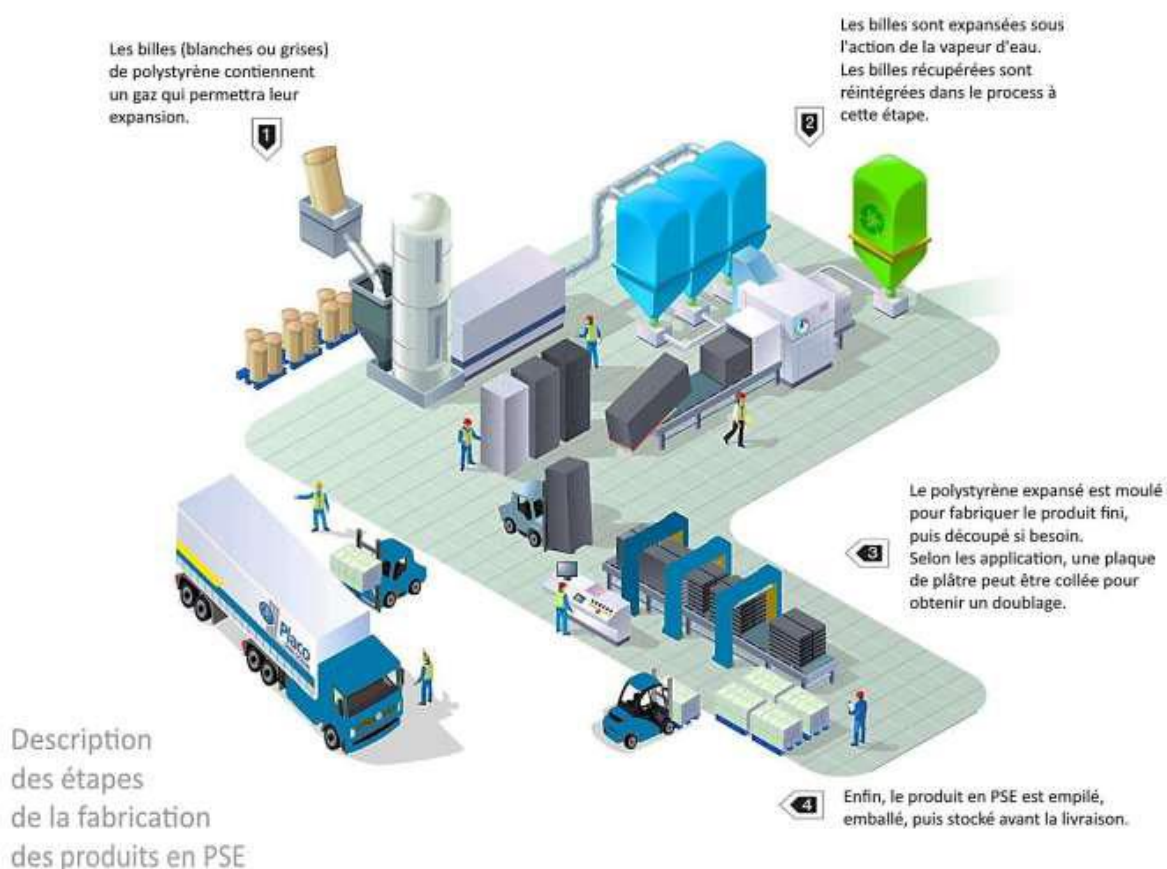 Les billes (blanches ou grises)
de polystyrène contiennent
un gaz qui permettra leur
expansion.
1
Les billes sont expansées sous
l'action de la vapeur d'eau.
Les billes récupérées sont
réintégrées dans le process à
cette étape.
2
Le polystyrène expansé est moulé
pour fabriquer le produit fini,
puis découpé si besoin.
Selon les application, une plaque
de plâtre peut être collée pour
obtenir un doublage.
3
Placo
Enfin, le produit en PSE est empilé,
emballé, puis stocké avant la livraison.
4
Description
des étapes
de la fabrication
des produits en PSE